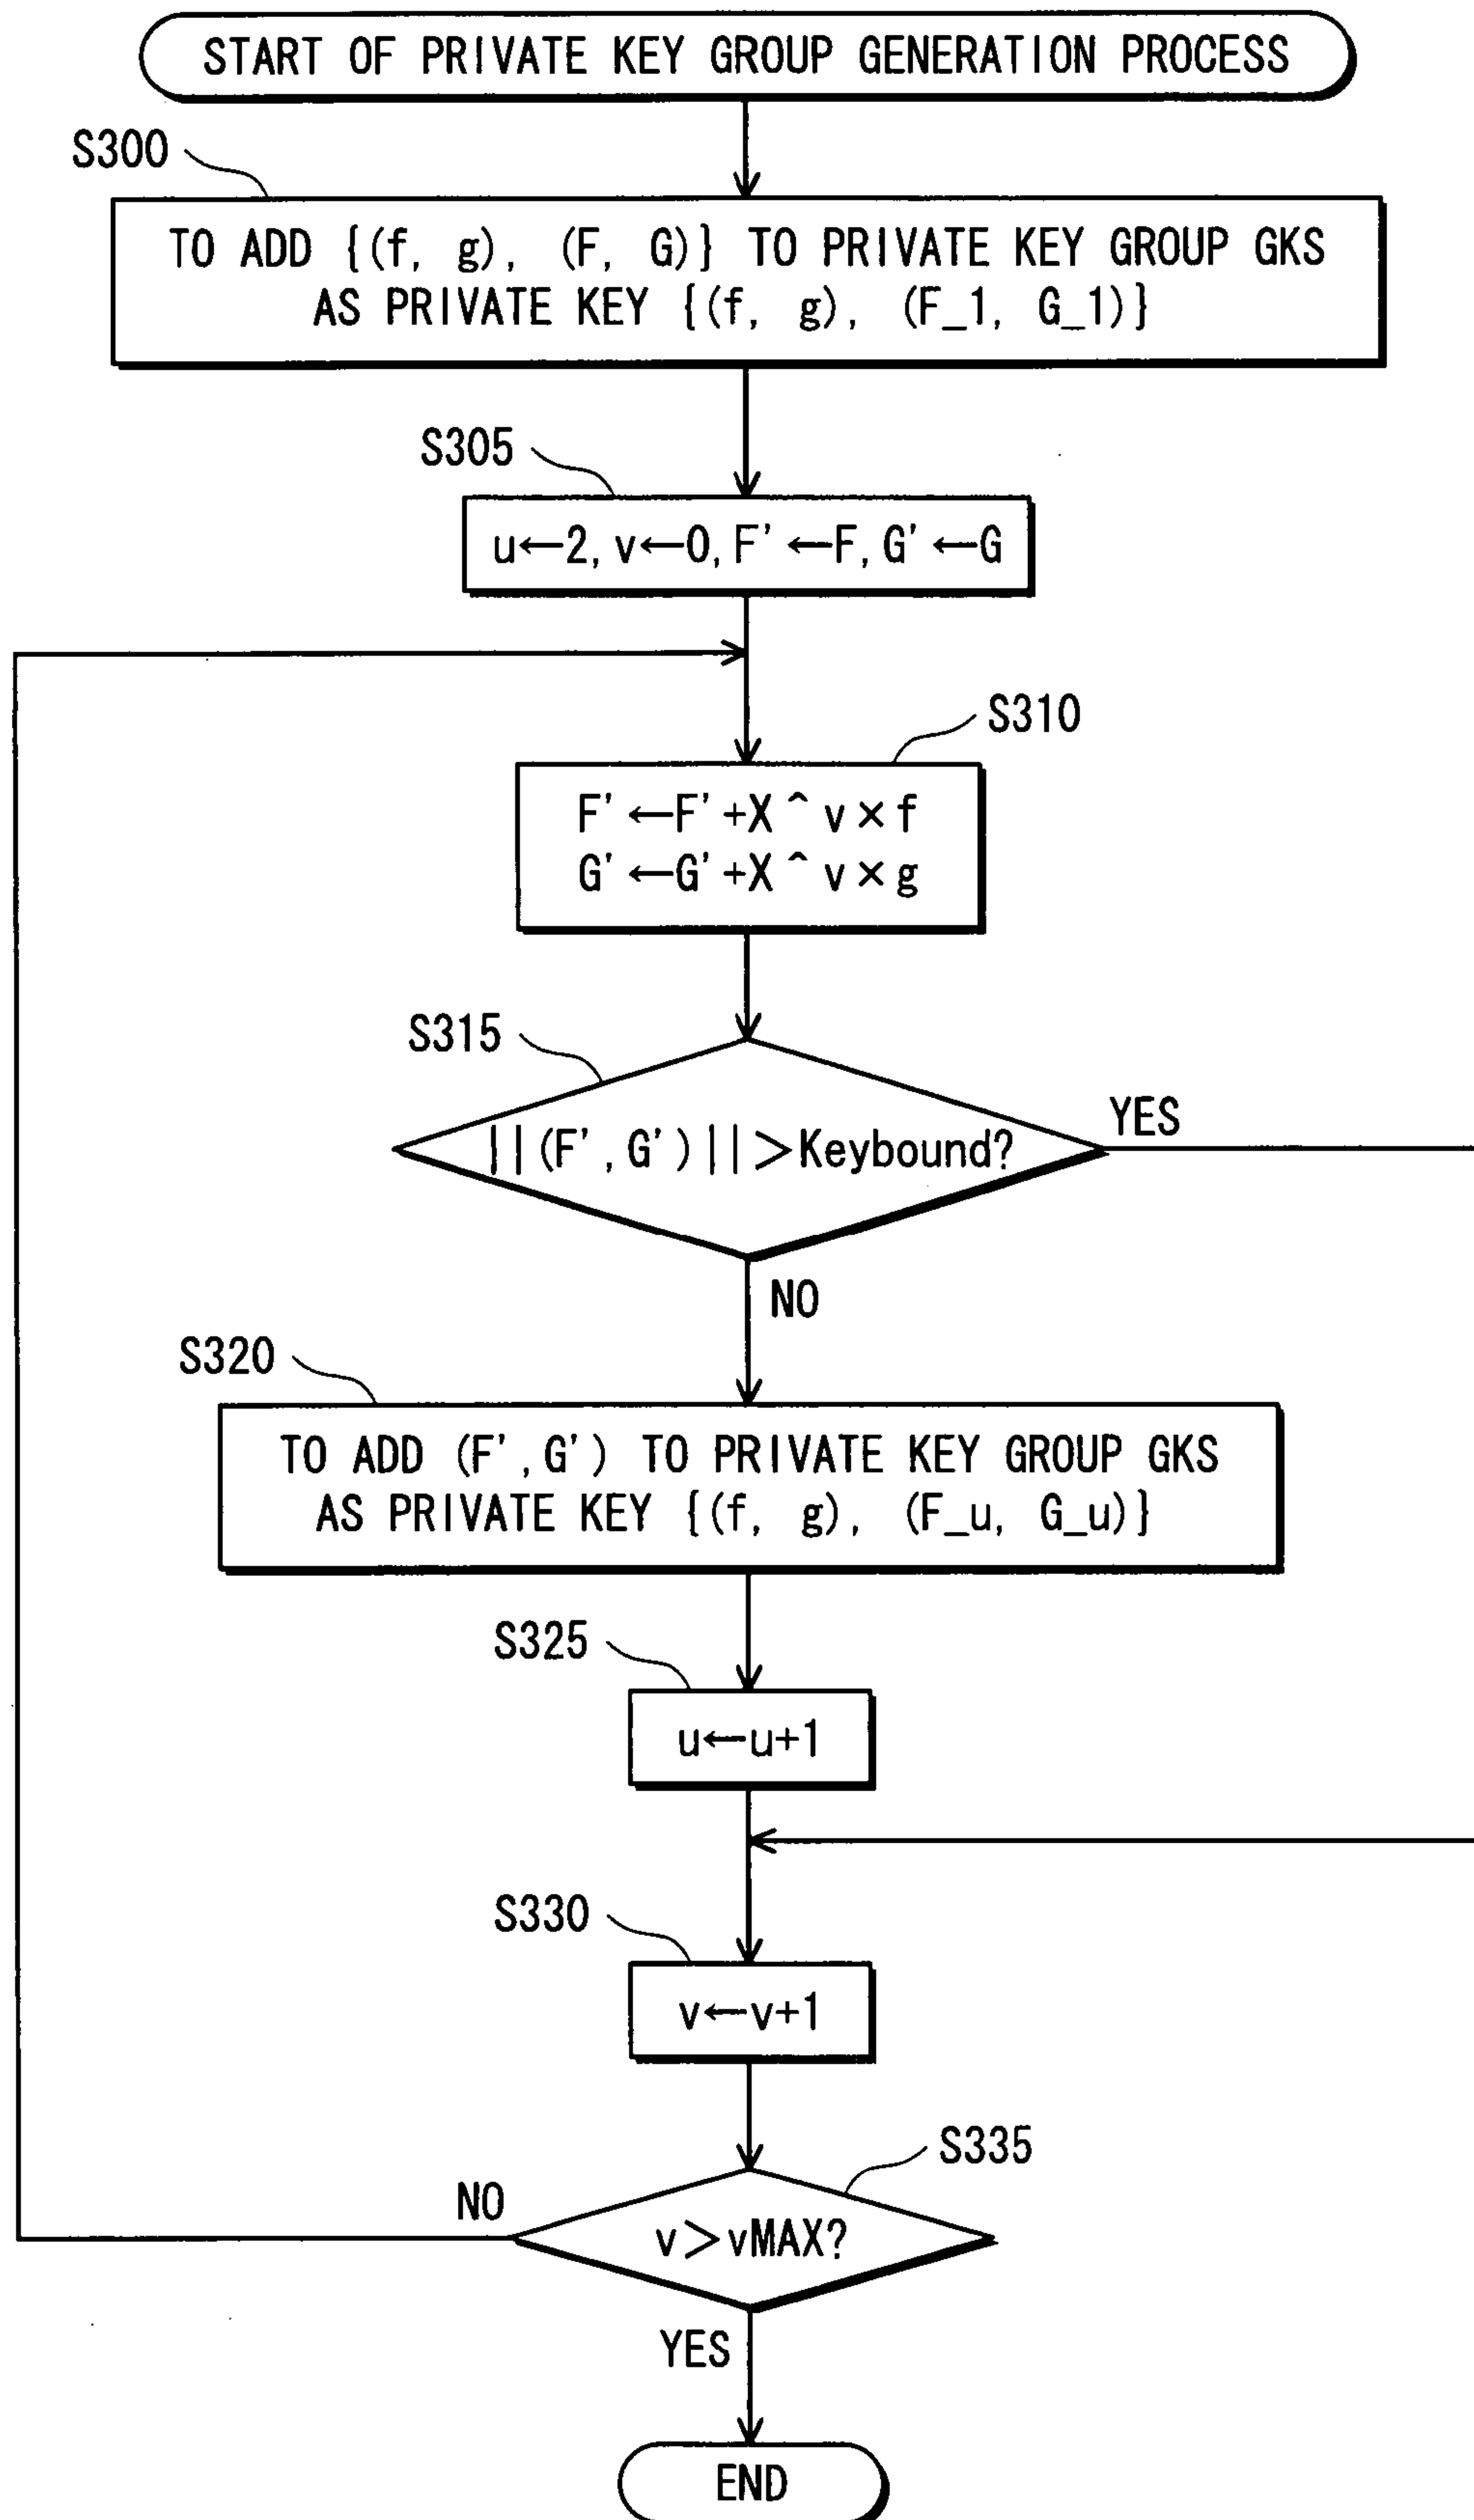 START OF PRIVATE KEY GROUP GENERATION PROCESS
S300
TO ADD {(f, g), (F, G)} TO PRIVATE KEY GROUP GKS
AS PRIVATE KEY {(f, g), (F_1, G_1)}
S305
u←2, v←0, F'←F, G'←G
S310
F'←F'+X^v×f
G'←G'+X^v×g
S315
||(F',G')||>Keybound?
YES
NO
S320
TO ADD (F',G') TO PRIVATE KEY GROUP GKS
AS PRIVATE KEY {(f, g), (F_u, G_u)}
S325
u←u+1
S330
v←v+1
S335
NO
v>vMAX?
YES
END